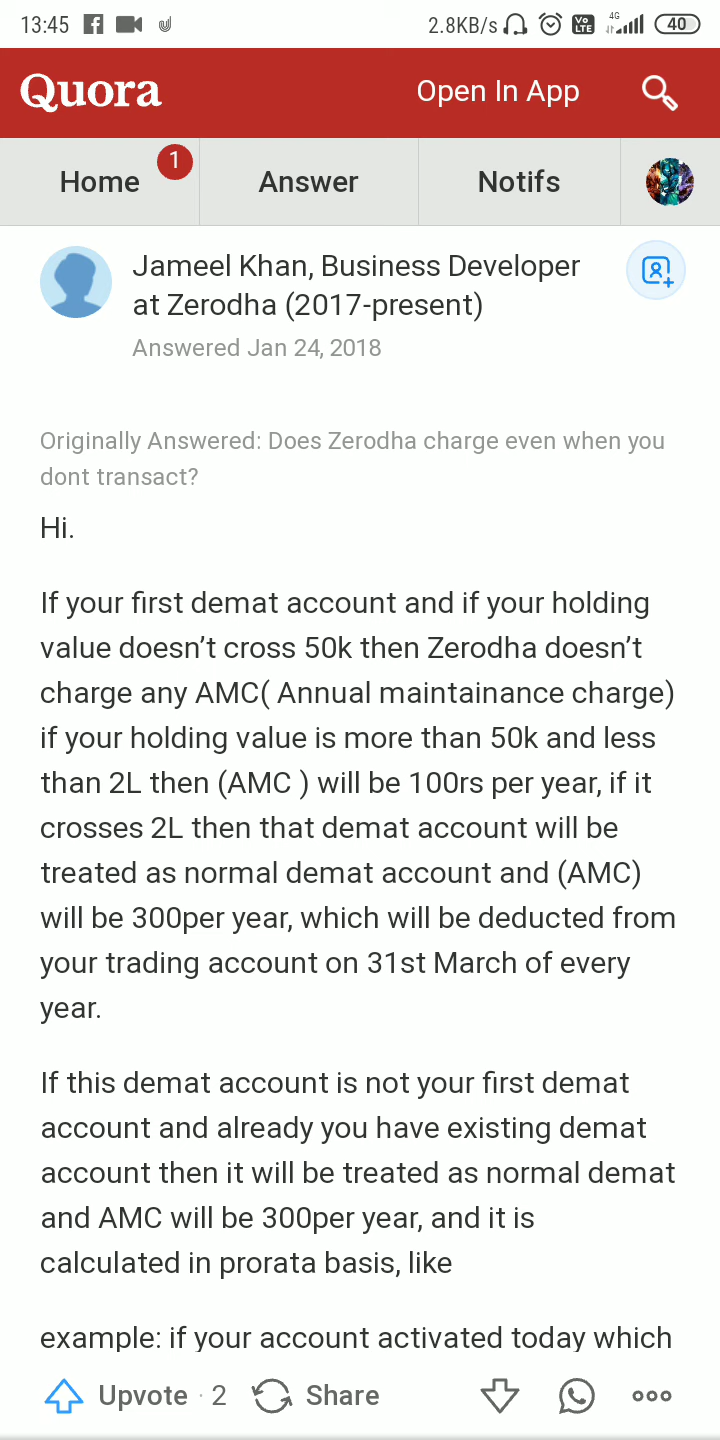 13:45 2.8KB/s Vo LTE 4G 40
Quora Open In App
Home 1 Answer Notifs
Jameel Khan, Business Developer
at Zerodha (2017-present)
Answered Jan 24, 2018
Originally Answered: Does Zerodha charge even when you
dont transact?
Hi.
If your first demat account and if your holding
value doesn’t cross 50k then Zerodha doesn’t
charge any AMC( Annual maintainance charge)
if your holding value is more than 50k and less
than 2L then (AMC ) will be 100rs per year, if it
crosses 2L then that demat account will be
treated as normal demat account and (AMC)
will be 300per year, which will be deducted from
your trading account on 31st March of every
year.
If this demat account is not your first demat
account and already you have existing demat
account then it will be treated as normal demat
and AMC will be 300per year, and it is
calculated in prorata basis, like
example: if your account activated today which
Upvote · 2 Share